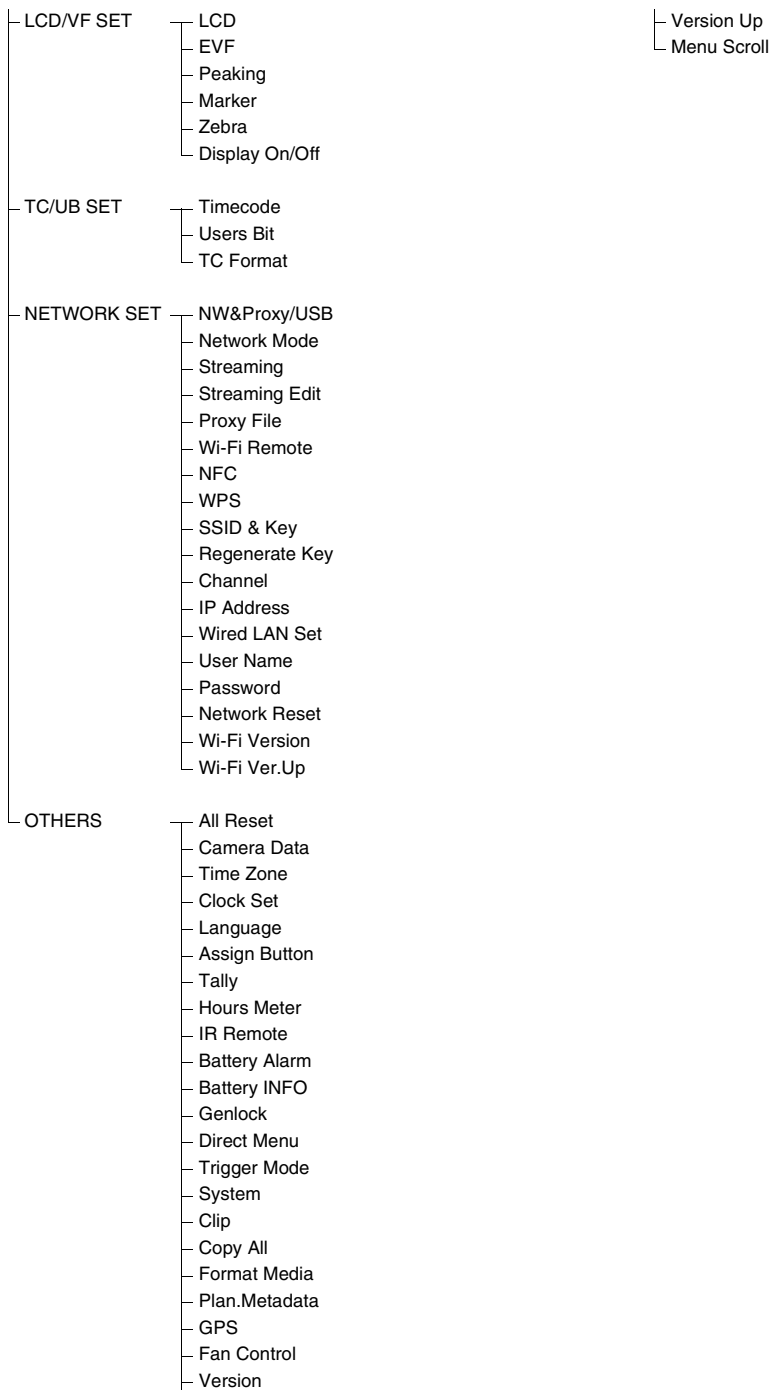 LCD/VF SET LCD
EVF
Peaking
Marker
Zebra
Display On/Off
TC/UB SET Timecode
Users Bit
TC Format
NETWORK SET NW&Proxy/USB
Network Mode
Streaming
Streaming Edit
Proxy File
Wi-Fi Remote
NFC
WPS
SSID & Key
Regenerate Key
Channel
IP Address
Wired LAN Set
User Name
Password
Network Reset
Wi-Fi Version
Wi-Fi Ver.Up
OTHERS All Reset
Camera Data
Time Zone
Clock Set
Language
Assign Button
Tally
Hours Meter
IR Remote
Battery Alarm
Battery INFO
Genlock
Direct Menu
Trigger Mode
System
Clip
Copy All
Format Media
Plan.Metadata
GPS
Fan Control
Version
Version Up
Menu Scroll